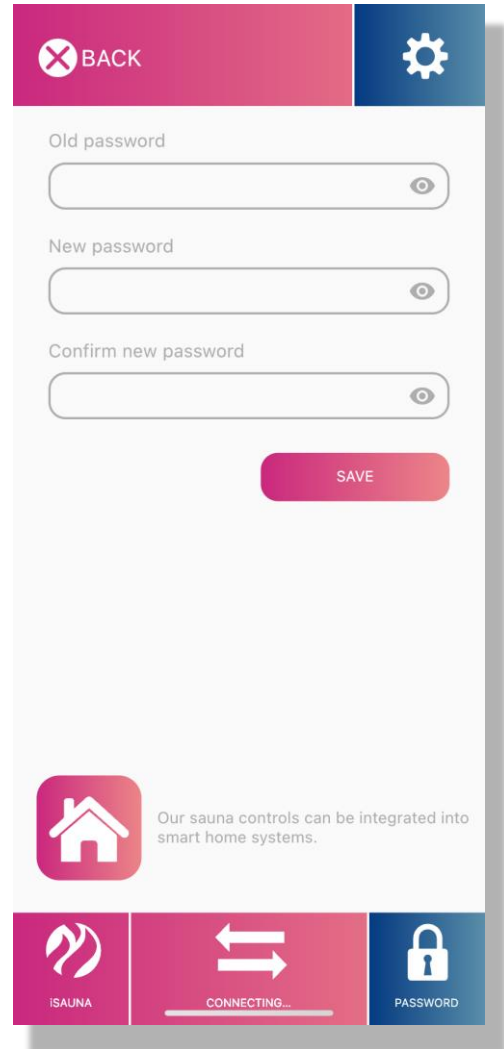 BACK
Old password
New password
Confirm new password
SAVE
Our sauna controls can be integrated into
smart home systems.
iSAUNA
CONNECTING...
PASSWORD